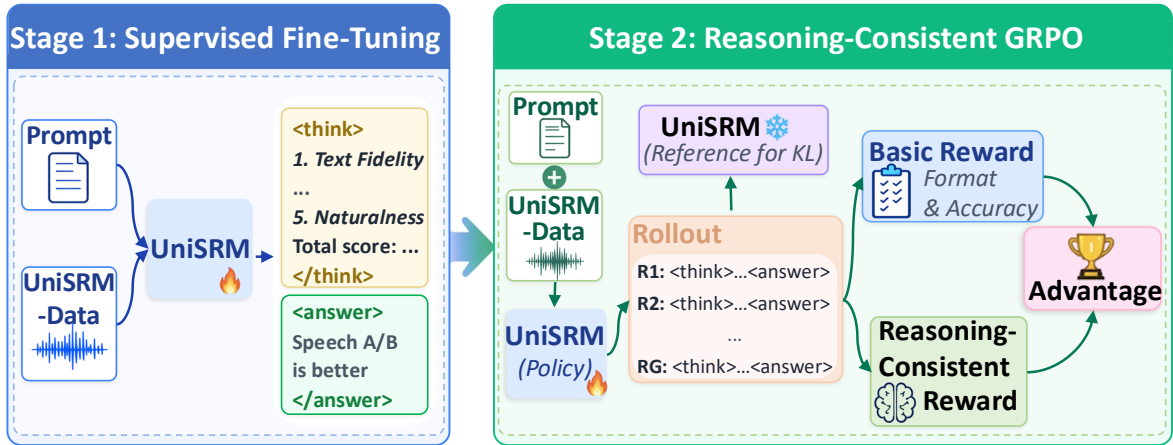 Stage 1: Supervised Fine-Tuning
Prompt
UniSRM
-Data
UniSRM
<think>
1. Text Fidelity
...
5. Naturalness
Total score: ...
</think>
<answer>
Speech A/B
is better
</answer>
Stage 2: Reasoning-Consistent GRPO
Prompt
UniSRM
-Data
UniSRM
(Policy)
UniSRM
(Reference for KL)
Rollout
R1: <think>...<answer>
R2: <think>...<answer>
...
RG: <think>...<answer>
Basic Reward
Format
& Accuracy
Reasoning-
Consistent
Reward
Advantage